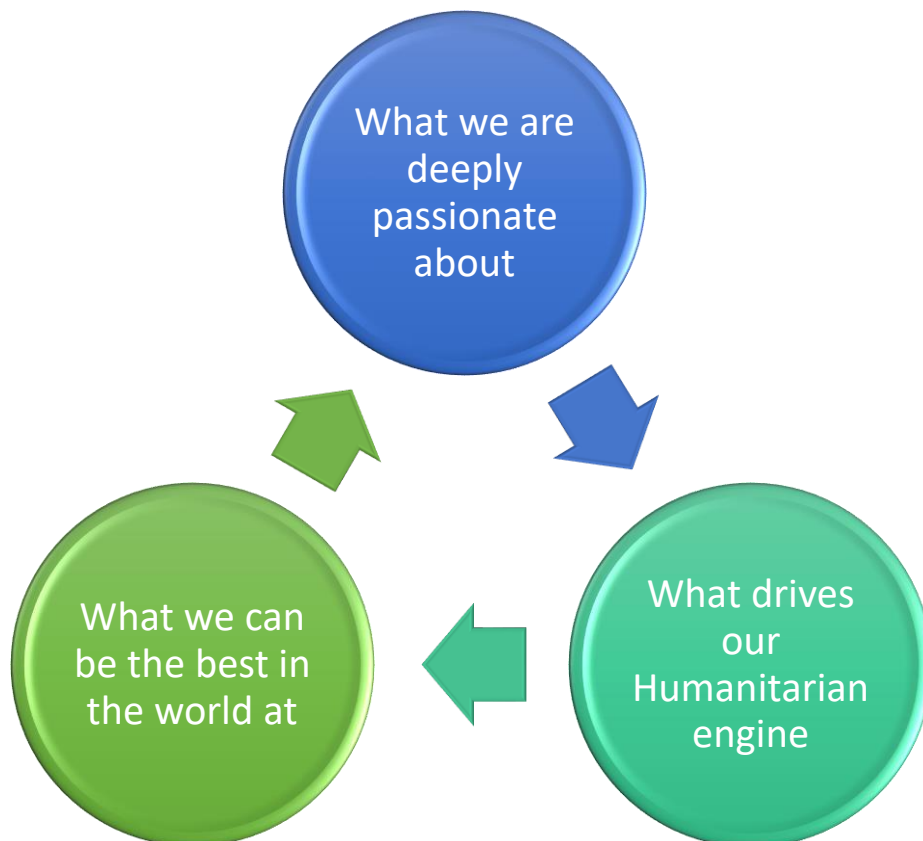 What we are
deeply
passionate
about
What drives
our
Humanitarian
engine
What we can
be the best in
the world at